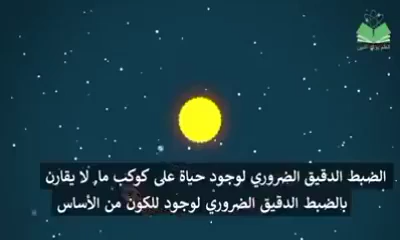 الضبط الدقيق الضروري لوجود حياة على كوكب ما, لا يقارن
بالضبط الدقيق الضروري لوجود للكون من الأساس